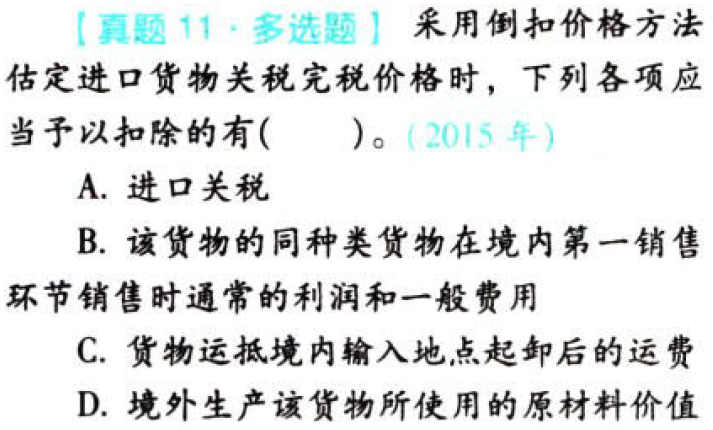 【真题 11·多选题】 采用倒扣价格方法
估定进口货物关税完税价格时，下列各项应
当予以扣除的有(　　)。(2015 年)
A. 进口关税
B. 该货物的同种类货物在境内第一销售
环节销售时通常的利润和一般费用
C. 货物运抵境内输入地点起卸后的运费
D. 境外生产该货物所使用的原材料价值